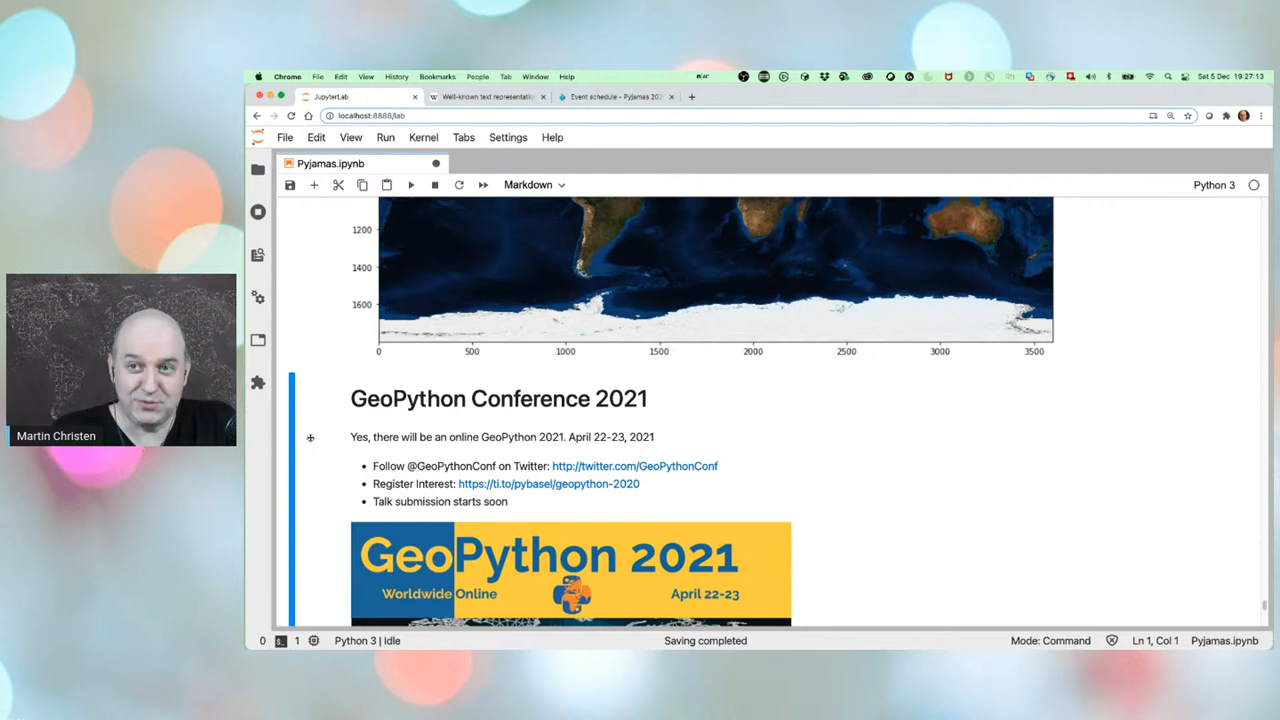 Chrome File Edit View History Bookmarks People Tab Window Help Sat 5 Dec 19:27:13
JupyterLab Well-known text representatio Event schedule - Pyjamas 202
localhost:8888/lab
File Edit View Run Kernel Tabs Settings Help
Pyjamas.ipynb
Markdown Python 3
1200
1400
1600
0 500 1000 1500 2000 2500 3000 3500
GeoPython Conference 2021
Yes, there will be an online GeoPython 2021. April 22-23, 2021
• Follow @GeoPythonConf on Twitter: http://twitter.com/GeoPythonConf
• Register Interest: https://ti.to/pybasel/geopython-2020
• Talk submission starts soon
GeoPython 2021
Worldwide Online April 22-23
Martin Christen
0 1 Python 3 | Idle Saving completed Mode: Command Ln 1, Col 1 Pyjamas.ipynb